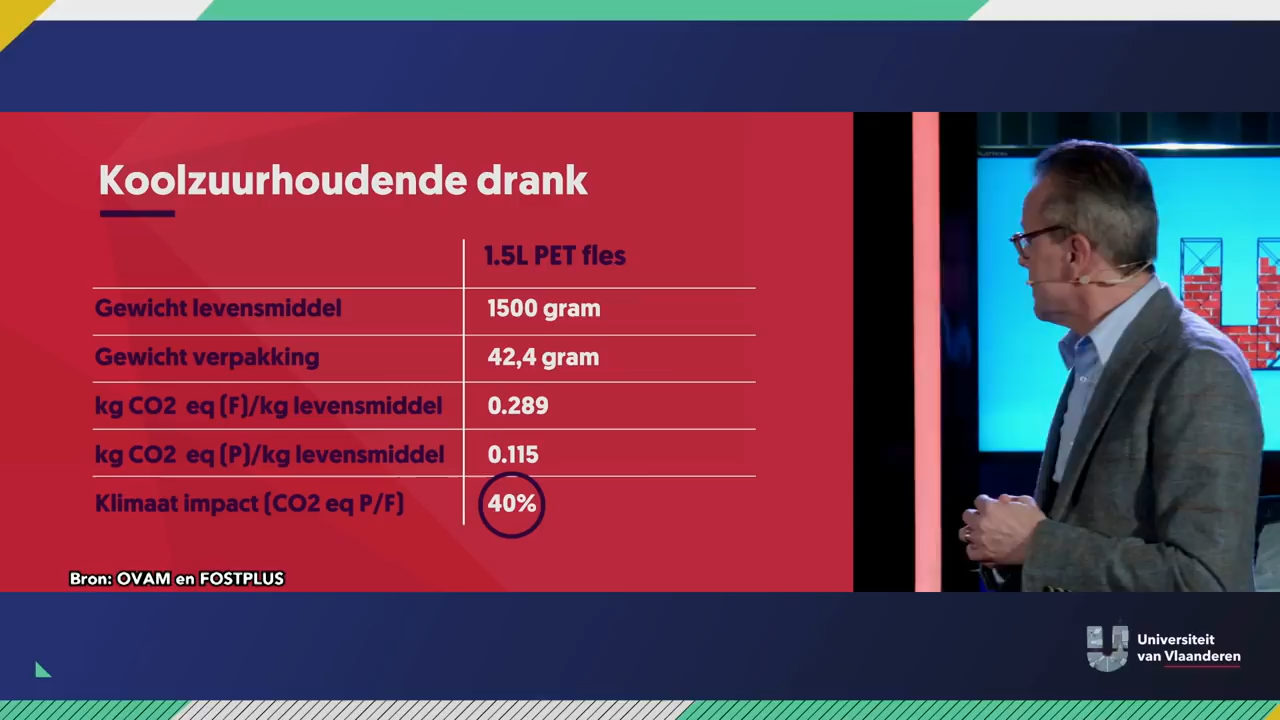 Koolzuurhoudende drank
1.5L PET fles
Gewicht levensmiddel 1500 gram
Gewicht verpakking 42,4 gram
kg CO2 eq (F)/kg levensmiddel 0.289
kg CO2 eq (P)/kg levensmiddel 0.115
Klimaat impact (CO2 eq P/F) 40%
Bron: OVAM en FOSTPLUS
Universiteit
van Vlaanderen